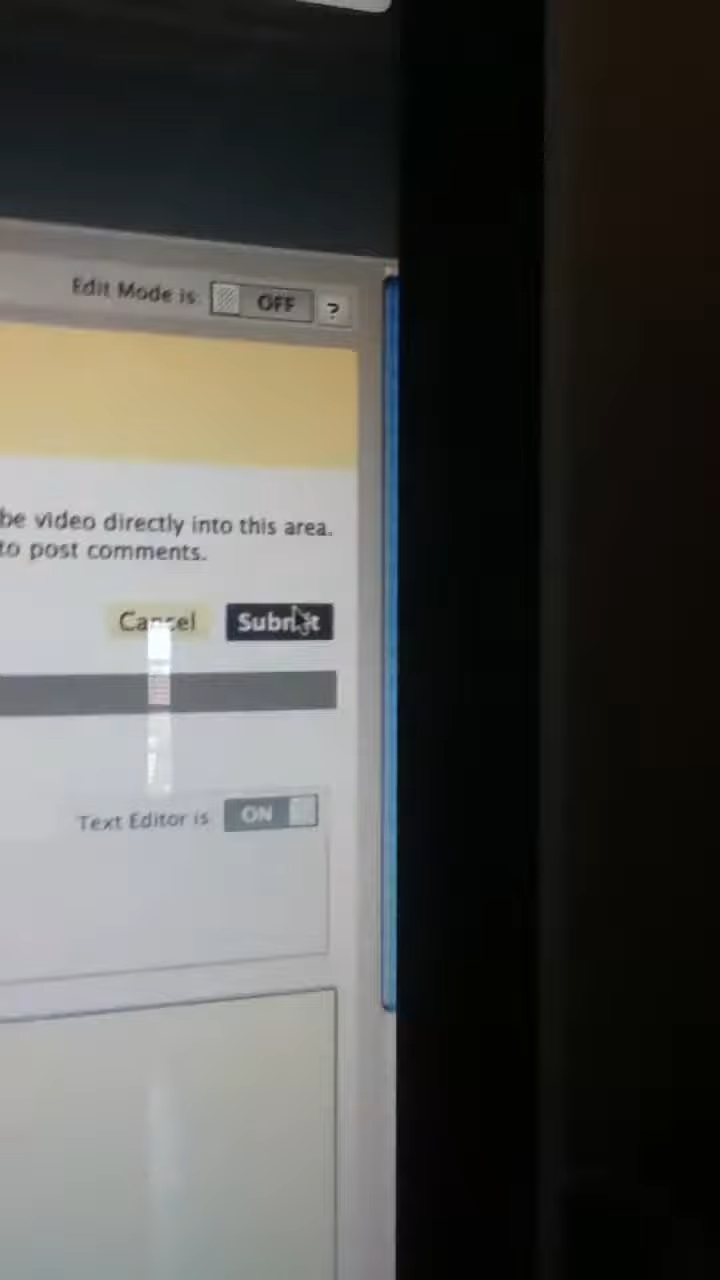 Edit Mode is: OFF ?
be video directly into this area.
to post comments.
Cancel Submit
Text Editor is ON